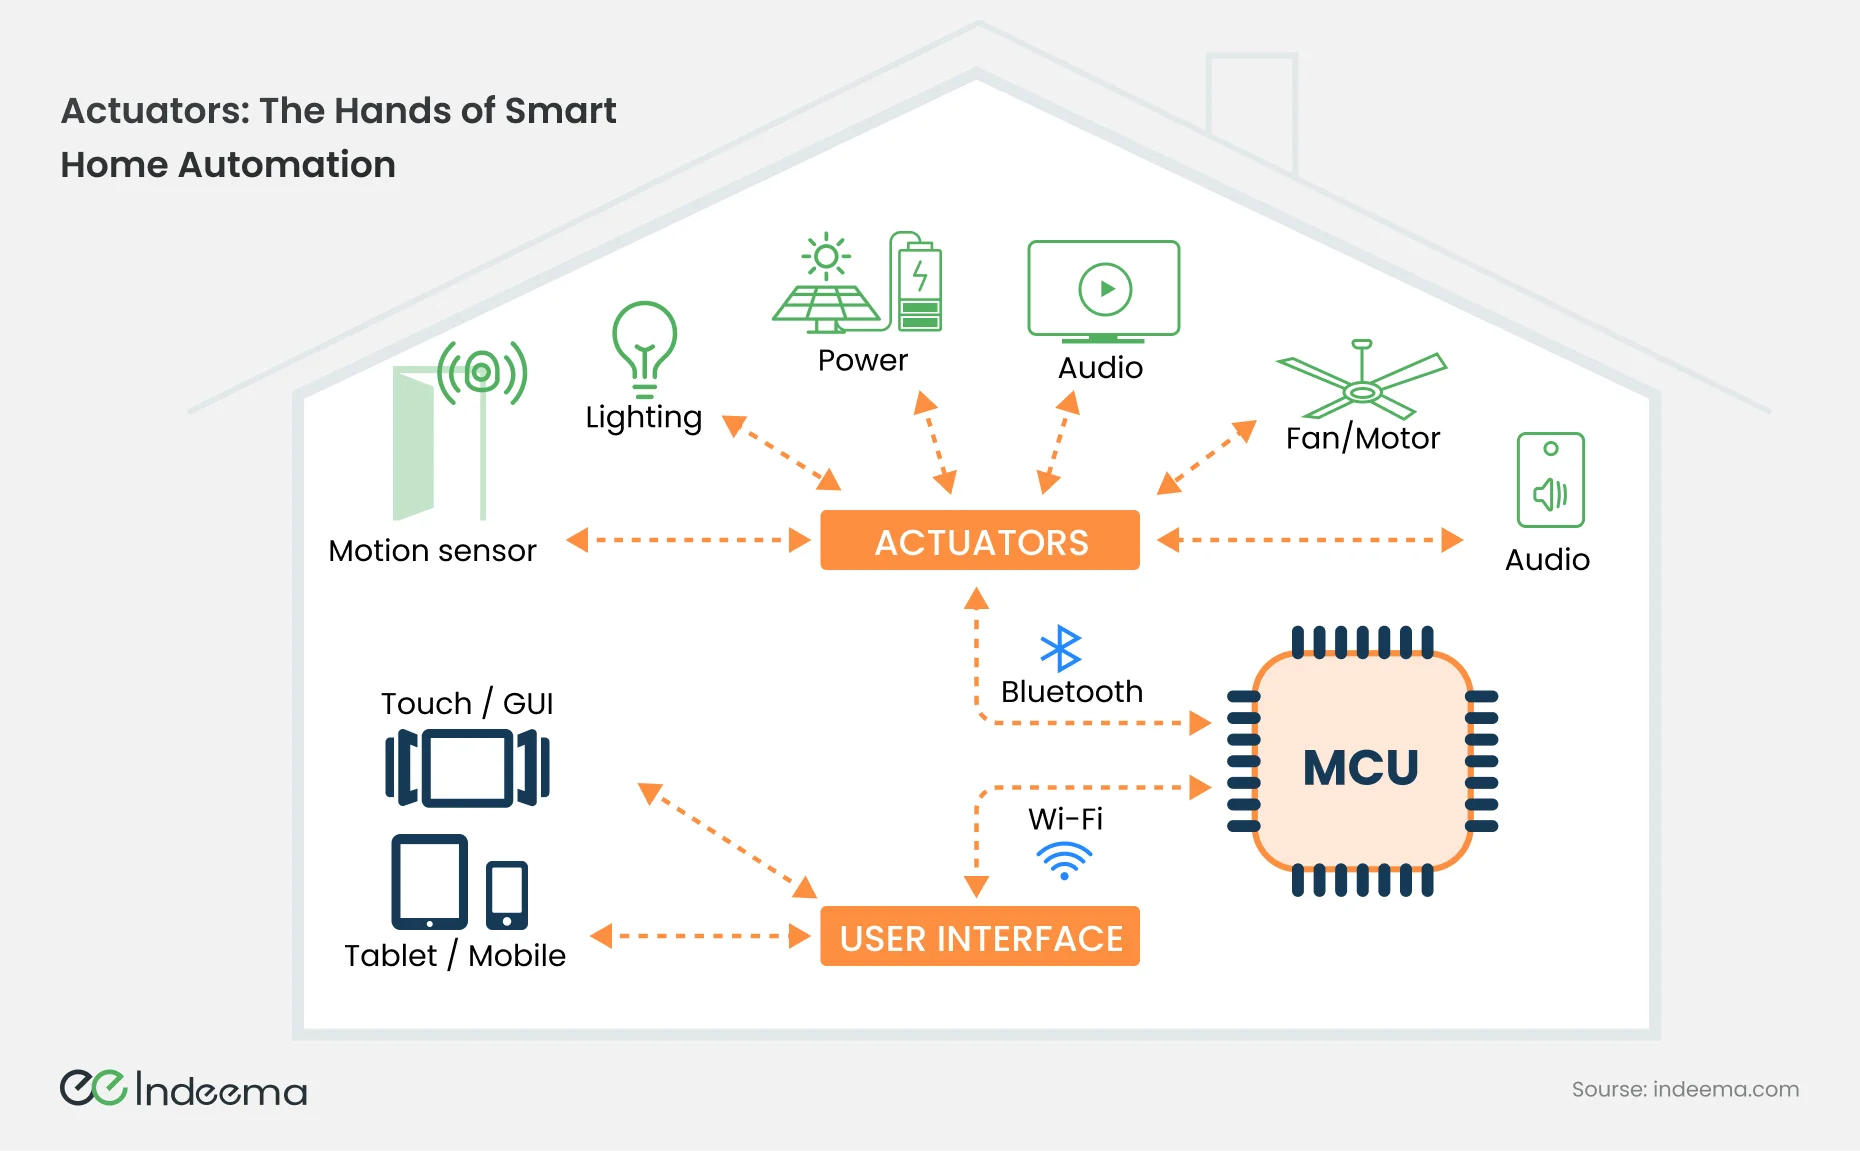 Actuators: The Hands of Smart
Home Automation
Power
Audio
Lighting
Fan/Motor
Motion sensor
ACTUATORS
Audio
Bluetooth
Touch / GUI
MCU
Wi-Fi
USER INTERFACE
Tablet / Mobile
Indeema
Sourse: indeema.com